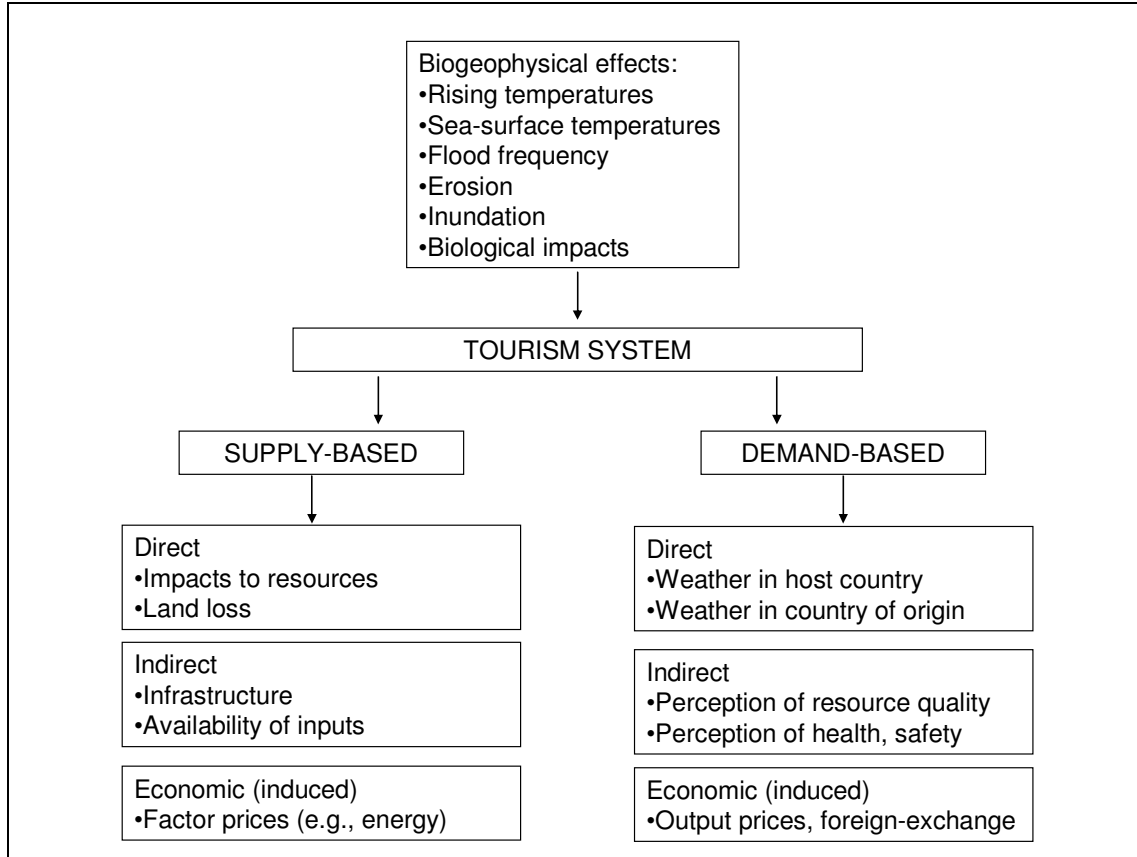 Biogeophysical effects:
•Rising temperatures
•Sea-surface temperatures
•Flood frequency
•Erosion
•Inundation
•Biological impacts
TOURISM SYSTEM
SUPPLY-BASED
DEMAND-BASED
Direct
•Impacts to resources
•Land loss
Direct
•Weather in host country
•Weather in country of origin
Indirect
•Infrastructure
•Availability of inputs
Indirect
•Perception of resource quality
•Perception of health, safety
Economic (induced)
•Factor prices (e.g., energy)
Economic (induced)
•Output prices, foreign-exchange